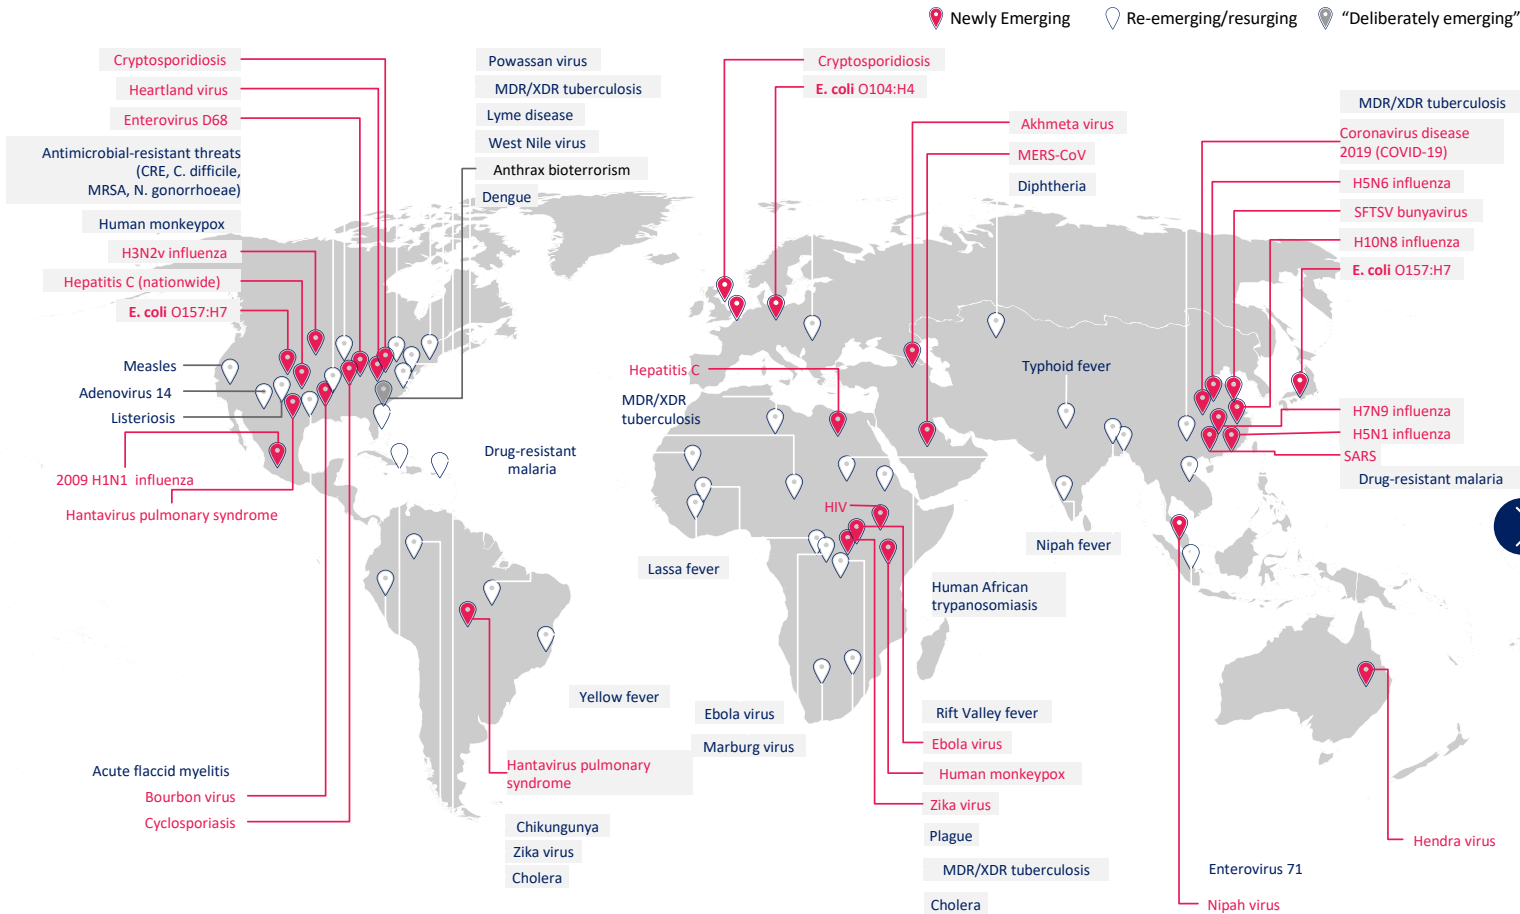 Newly Emerging
Re-emerging/resurging
“Deliberately emerging”
Cryptosporidiosis
Heartland virus
Enterovirus D68
Antimicrobial-resistant threats
(CRE, C. difficile,
MRSA, N. gonorrhoeae)
Human monkeypox
H3N2v influenza
Hepatitis C (nationwide)
E. coli O157:H7
Measles
Adenovirus 14
Listeriosis
2009 H1N1 influenza
Hantavirus pulmonary syndrome
Acute flaccid myelitis
Bourbon virus
Cyclosporiasis
Powassan virus
MDR/XDR tuberculosis
Lyme disease
West Nile virus
Anthrax bioterrorism
Dengue
Drug-resistant
malaria
Yellow fever
Hantavirus pulmonary
syndrome
Chikungunya
Zika virus
Cholera
Cryptosporidiosis
E. coli O104:H4
Hepatitis C
MDR/XDR
tuberculosis
HIV
Lassa fever
Ebola virus
Marburg virus
Akhmeta virus
MERS-CoV
Diphtheria
Typhoid fever
Nipah fever
Human African
trypanosomiasis
Rift Valley fever
Ebola virus
Human monkeypox
Zika virus
Plague
MDR/XDR tuberculosis
Cholera
MDR/XDR tuberculosis
Coronavirus disease
2019 (COVID-19)
H5N6 influenza
SFTSV bunyavirus
H10N8 influenza
E. coli O157:H7
H7N9 influenza
H5N1 influenza
SARS
Drug-resistant malaria
Hendra virus
Enterovirus 71
Nipah virus